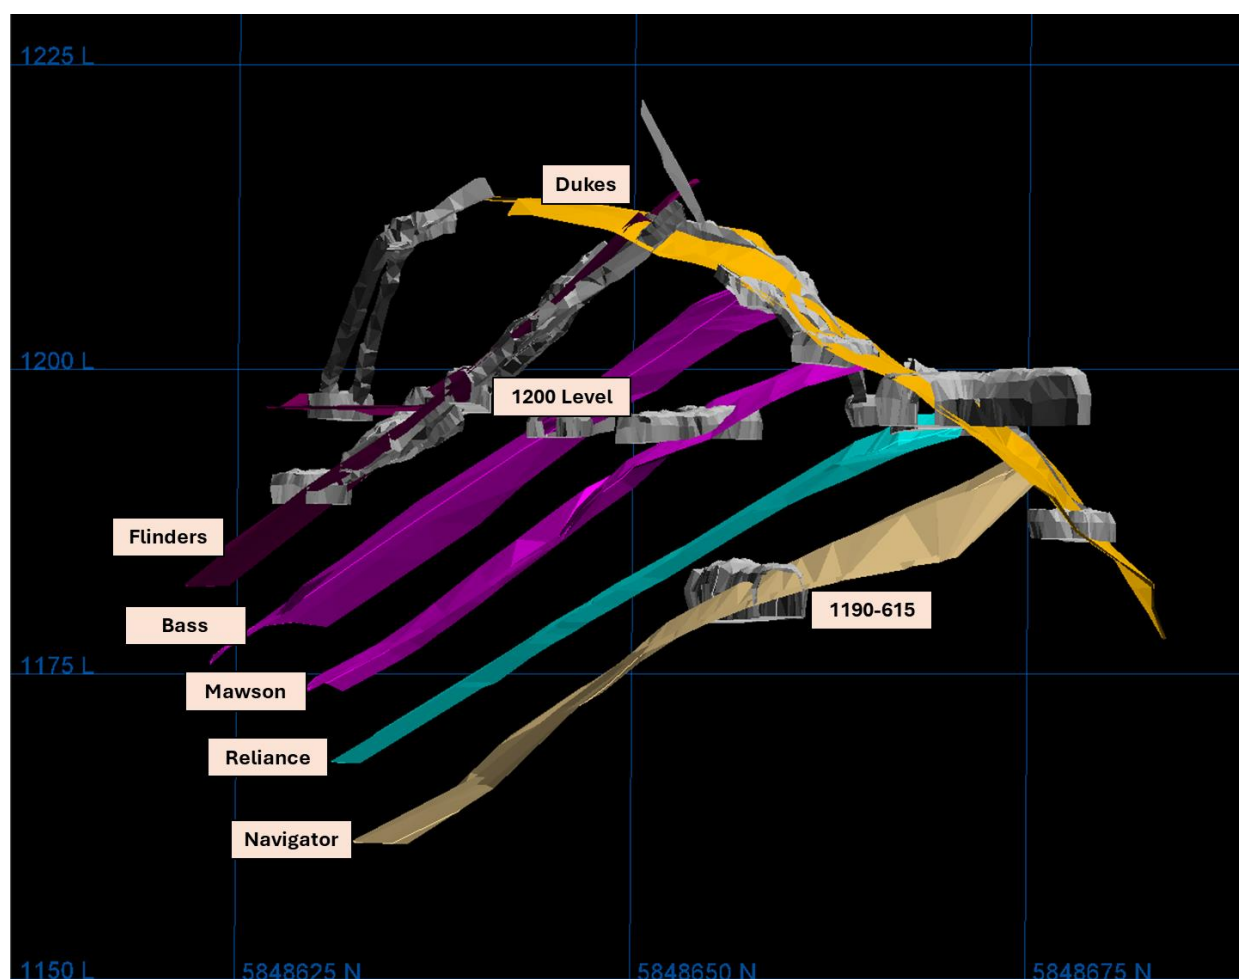 1225 L
Dukes
1200 L
1200 Level
Flinders
Bass
1190-615
Mawson
1175 L
Reliance
Navigator
1150 L
5848625 N
5848650 N
5848675 N